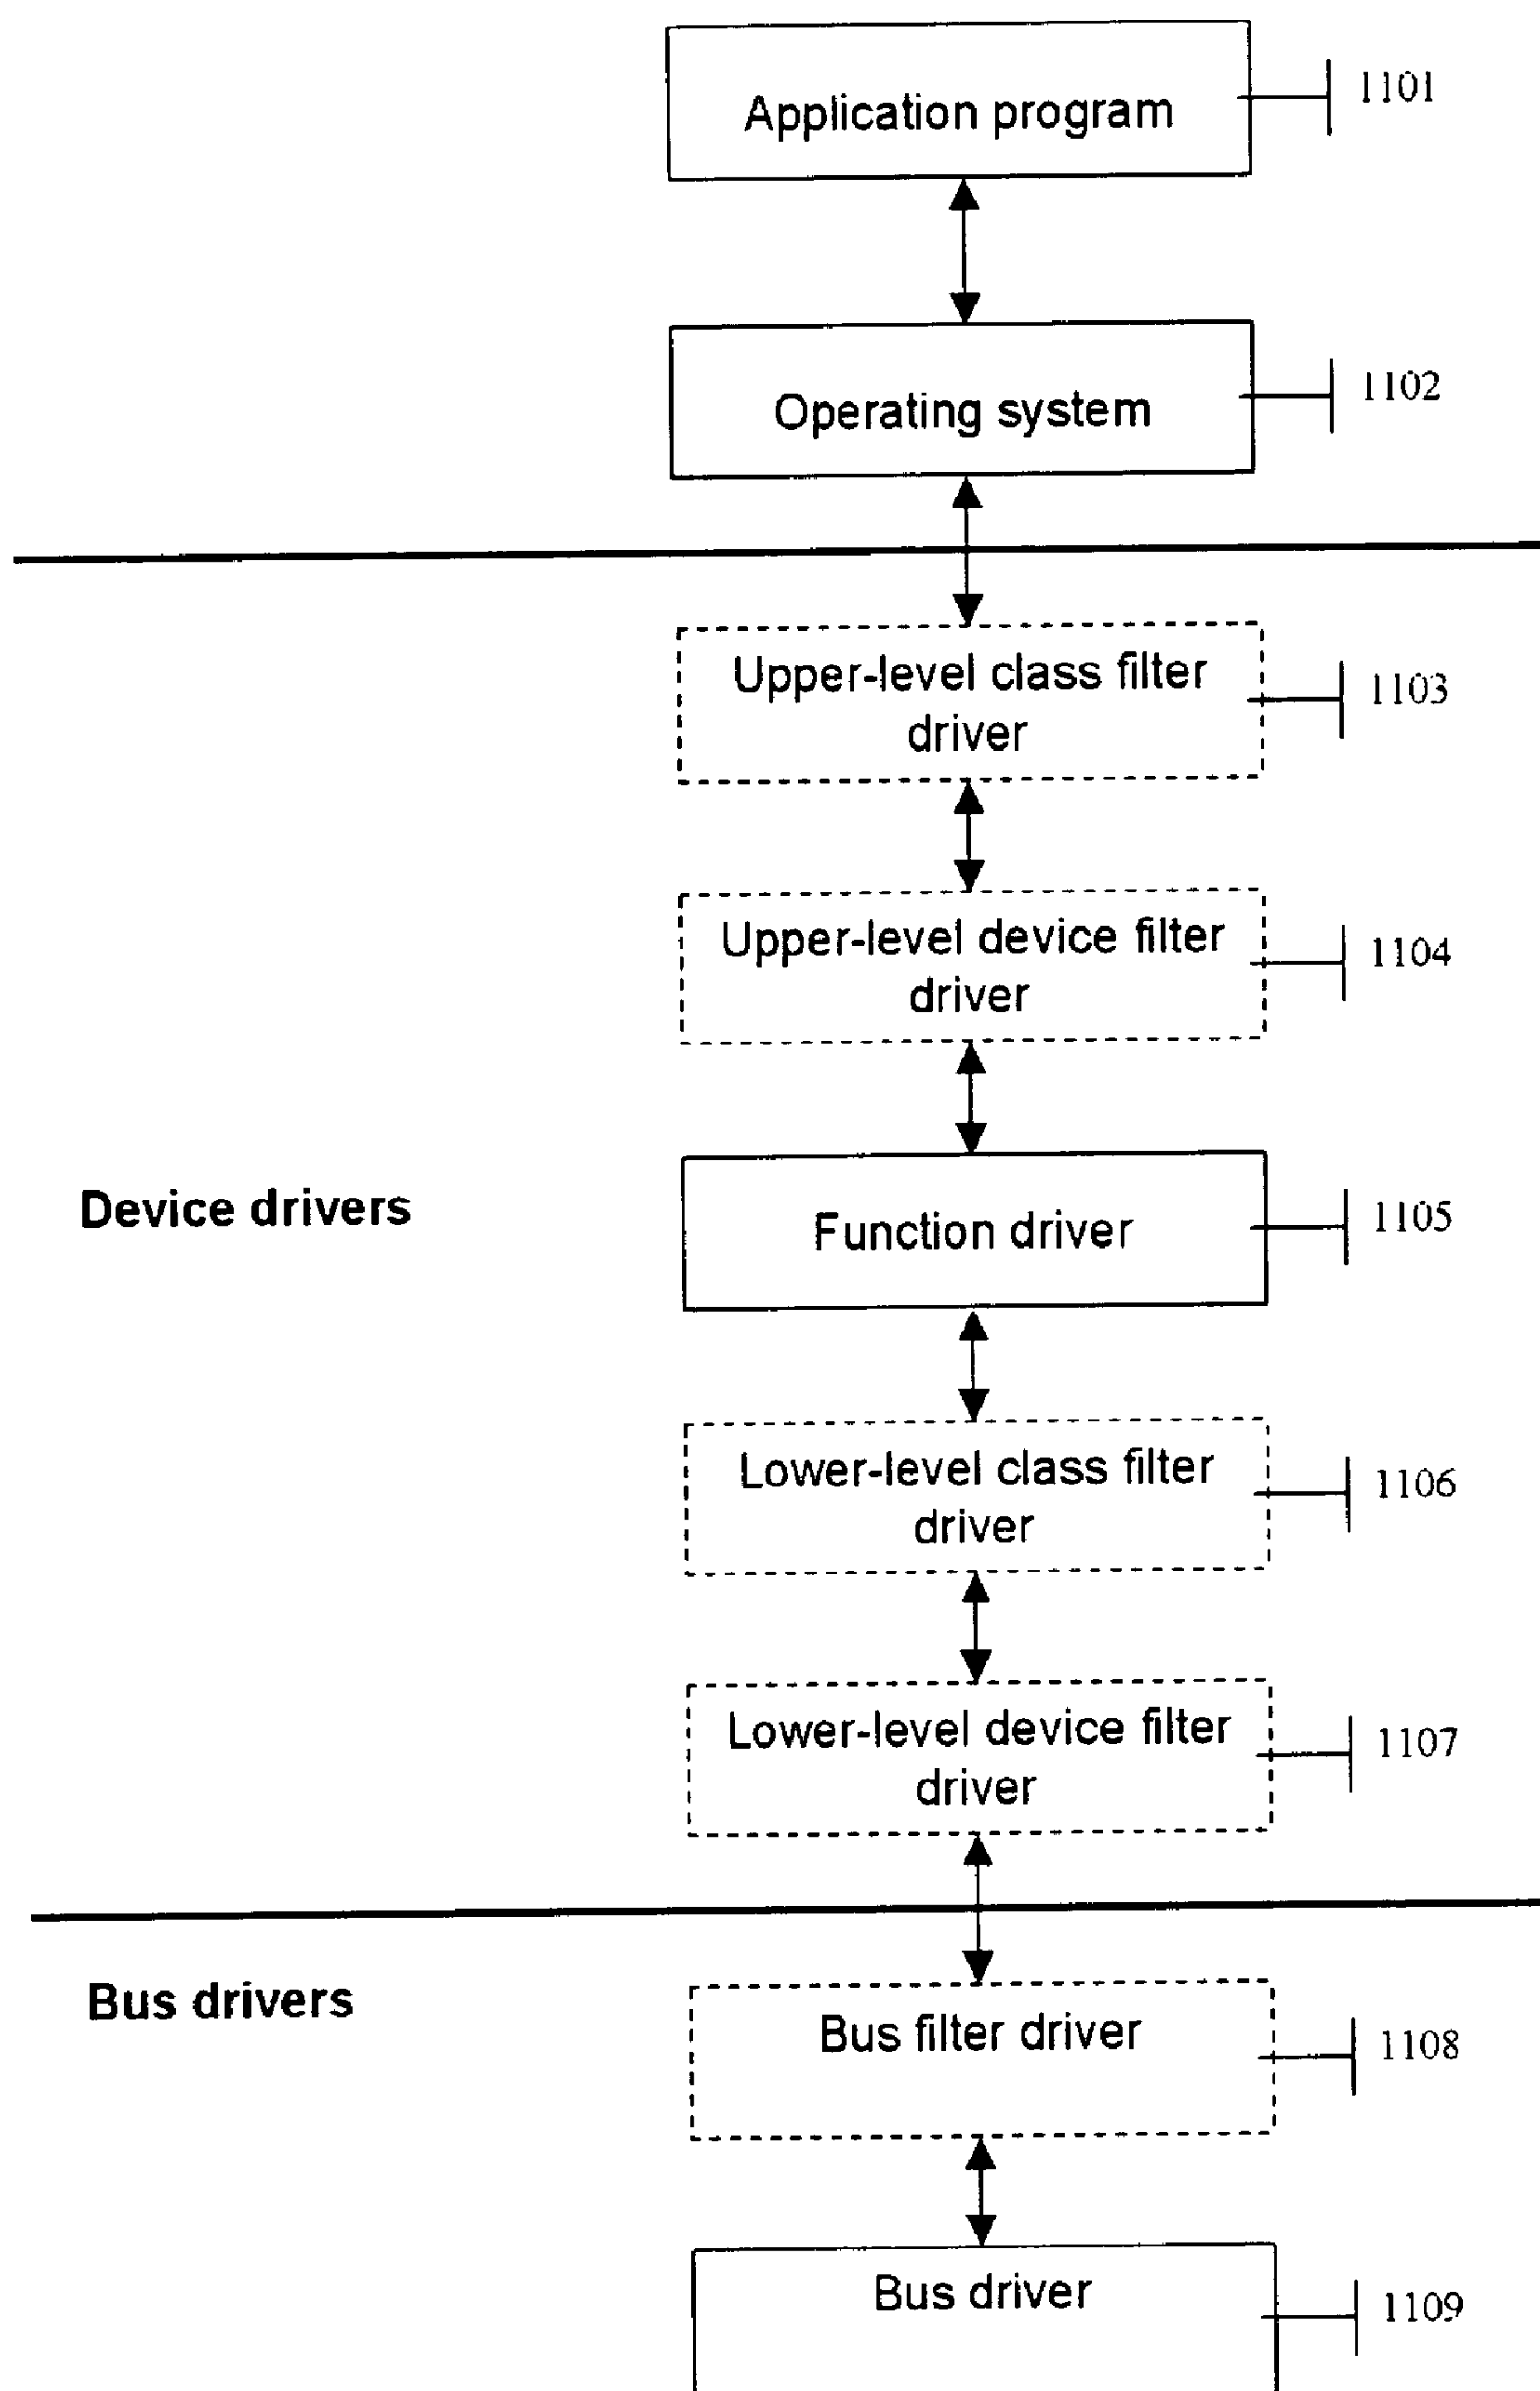 Application program
1101
Operating system
1102
Upper-level class filter
driver
1103
Upper-level device filter
driver
1104
Device drivers
Function driver
1105
Lower-level class filter
driver
1106
Lower-level device filter
driver
1107
Bus drivers
Bus filter driver
1108
Bus driver
1109